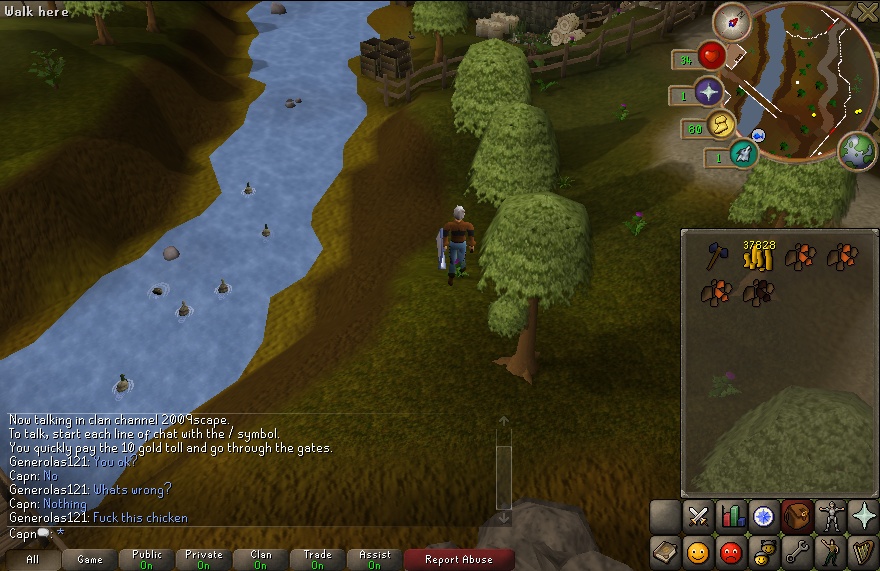 Walk here
34
1
80
1
37828
Now talking in clan channel 2009scape.
To talk, start each line of chat with the / symbol.
You quickly pay the 10 gold toll and go through the gates.
Generolas121: You ok?
Capn: No
Generolas121: Whats wrong?
Capn: Nothing
Generolas121: Fuck this chicken
Capn: *
All
Game
Public
On
Private
On
Clan
On
Trade
On
Assist
On
Report Abuse